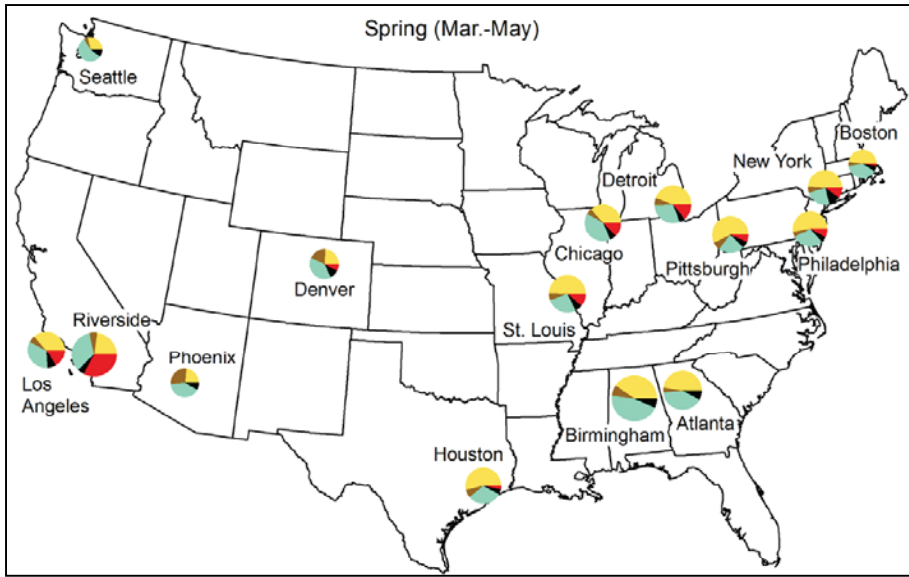 Spring (Mar.-May)
Seattle
Boston
New York
Detroit
Chicago
Pittsburgh
Philadelphia
Denver
St. Louis
Riverside
Phoenix
Los
Angeles
Birmingham
Atlanta
Houston